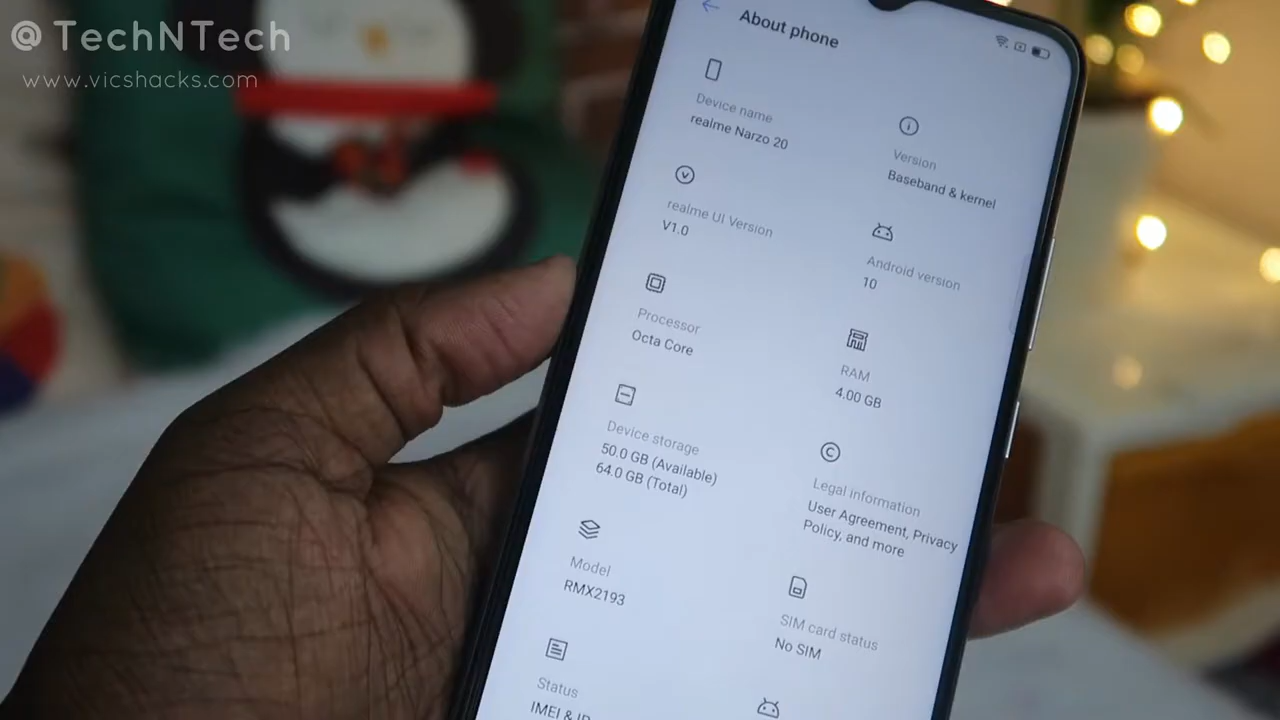 @ TechNTech
www.vicshacks.com
About phone
Device name
realme Narzo 20
Version
Baseband & kernel
realme UI Version
V1.0
Android version
10
Processor
Octa Core
RAM
4.00 GB
Device storage
50.0 GB (Available)
64.0 GB (Total)
Legal information
User Agreement, Privacy
Policy, and more
Model
RMX2193
SIM card status
No SIM
Status
IMEI & IP